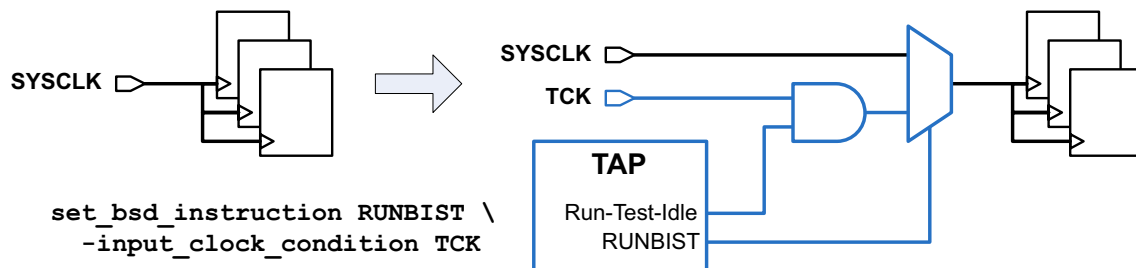 SYSCLK
set_bsd_instruction RUNBIST \
-input_clock_condition TCK
SYSCLK
TCK
TAP
Run-Test-Idle
RUNBIST